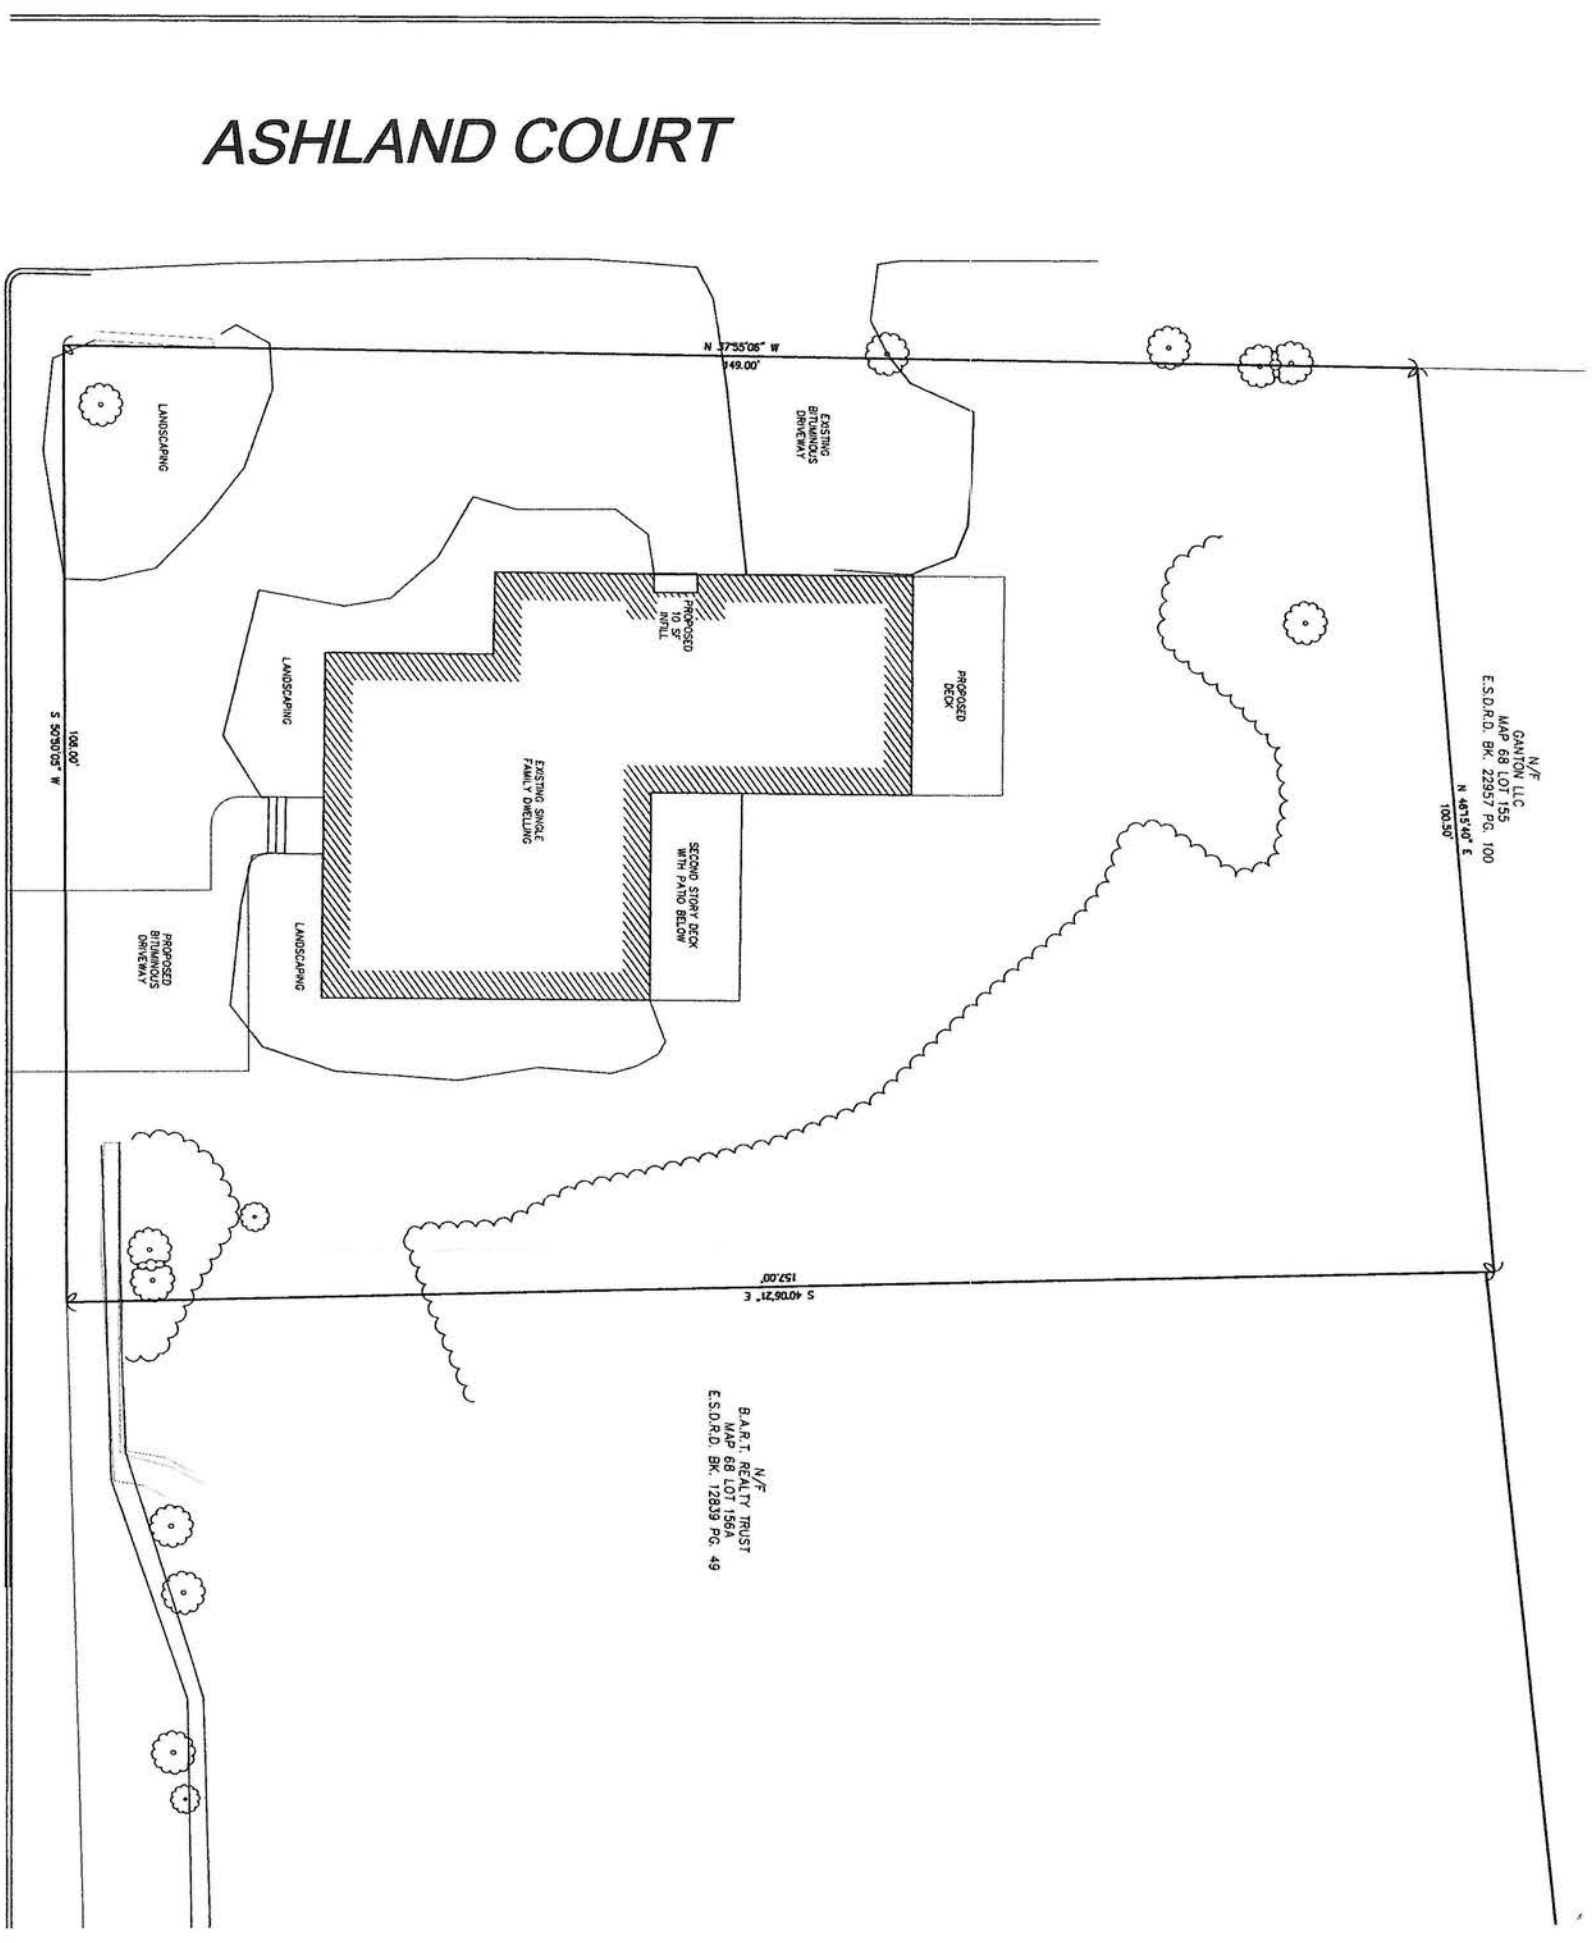 ASHLAND COURT
N 37°55'06" W
149.00'
EXISTING
BITUMINOUS
DRIVEWAY
LANDSCAPING
PROPOSED
10 SF
INFILL
PROPOSED
DECK
LANDSCAPING
N/F
GANTON LLC
MAP 68 LOT 155
E.S.D.R.D. BK. 22957 PG. 100
N 48°15'40" E
100.50'
EXISTING SINGLE
FAMILY DWELLING
SECOND STORY DECK
WITH PATIO BELOW
108.00'
S 50°50'05" W
PROPOSED
BITUMINOUS
DRIVEWAY
LANDSCAPING
157.00'
S 40°06'21" E
N/F
B.A.R.T. REALTY TRUST
MAP 68 LOT 156A
E.S.D.R.D. BK. 12839 PG. 49